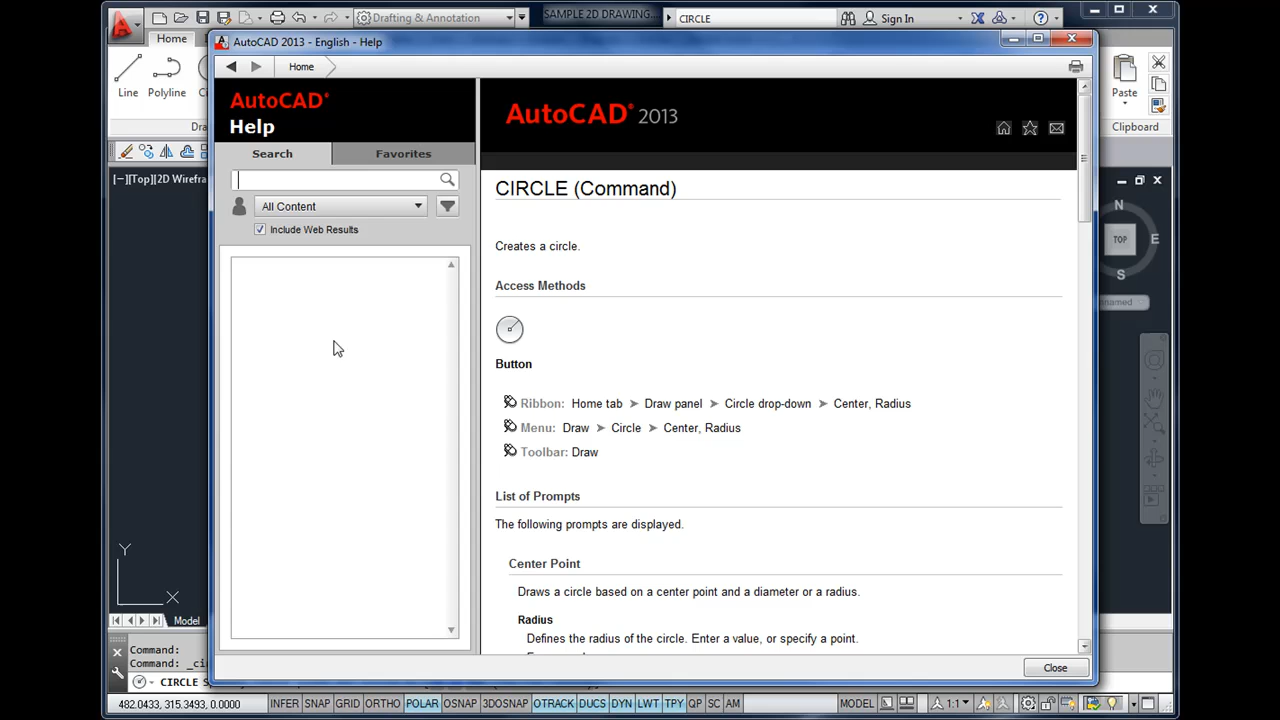 Drafting & Annotation
SAMPLE 2D DRAWING...
CIRCLE
Sign In
AutoCAD 2013 - English - Help
Home
Home
Line
Polyline
Paste
Clipboard
AutoCAD®
Help
AutoCAD® 2013
Search
Favorites
[−][Top][2D Wirefra
All Content
Include Web Results
CIRCLE (Command)
Creates a circle.
Access Methods
Button
Ribbon: Home tab ➤ Draw panel ➤ Circle drop-down ➤ Center, Radius
Menu: Draw ➤ Circle ➤ Center, Radius
Toolbar: Draw
List of Prompts
The following prompts are displayed.
Center Point
Draws a circle based on a center point and a diameter or a radius.
Radius
Defines the radius of the circle. Enter a value, or specify a point.
N
TOP
E
S
nnamed
Y
X
Model
Command:
Command: _ci
CIRCLE S
Close
482.0433, 315.3493, 0.0000
INFER SNAP GRID ORTHO POLAR OSNAP 3DOSNAP OTRACK DUCS DYN LWT TPY QP SC AM
MODEL
1:1